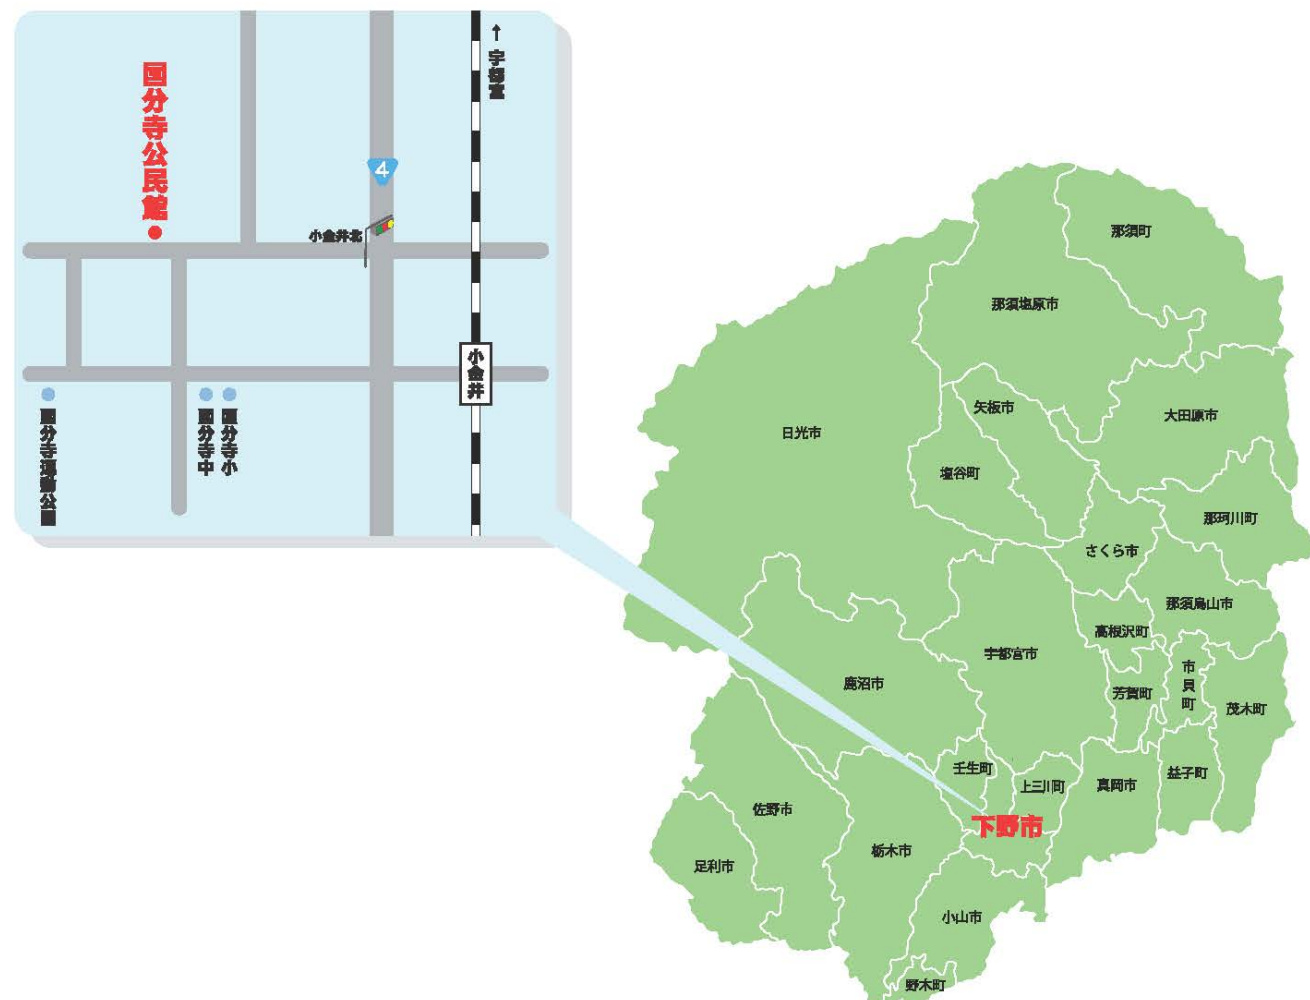 ↑宇都宮
国分寺公民館
4
小金井北
小金井
国分寺運動公園
国分寺中
国分寺小
那須町
那須塩原市
矢板市
大田原市
日光市
塩谷町
那珂川町
さくら市
那須烏山市
高根沢町
宇都宮市
市貝町
鹿沼市
芳賀町
茂木町
壬生町
上三川町
真岡市
益子町
佐野市
下野市
栃木市
足利市
小山市
野木町